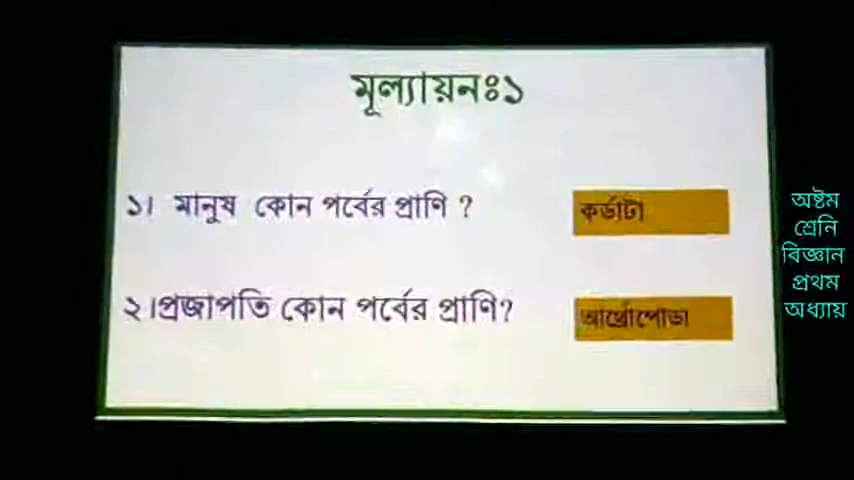 মূল্যায়নঃ১
১। মানুষ কোন পর্বের প্রাণি ?
কর্ডাটা
২।প্রজাপতি কোন পর্বের প্রাণি?
আর্থ্রোপোডা
অষ্টম
শ্রেনি
বিজ্ঞান
প্রথম
অধ্যায়